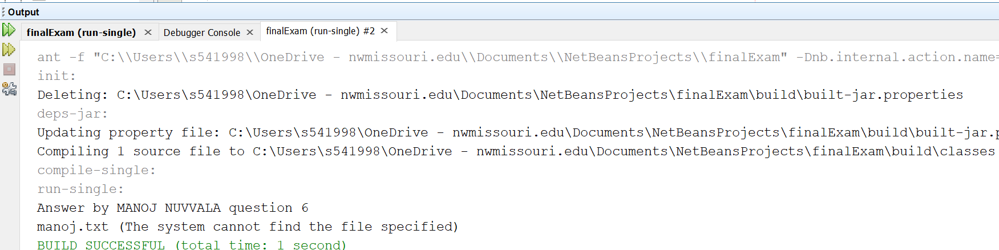 Output
finalExam (run-single) Debugger Console finalExam (run-single) #2
ant -f "C:\\Users\\s541998\\OneDrive - nwmissouri.edu\\Documents\\NetBeansProjects\\finalExam" -Dnb.internal.action.name=
init:
Deleting: C:\Users\s541998\OneDrive - nwmissouri.edu\Documents\NetBeansProjects\finalExam\build\built-jar.properties
deps-jar:
Updating property file: C:\Users\s541998\OneDrive - nwmissouri.edu\Documents\NetBeansProjects\finalExam\build\built-jar.p
Compiling 1 source file to C:\Users\s541998\OneDrive - nwmissouri.edu\Documents\NetBeansProjects\finalExam\build\classes
compile-single:
run-single:
Answer by MANOJ NUVVALA question 6
manoj.txt (The system cannot find the file specified)
BUILD SUCCESSFUL (total time: 1 second)